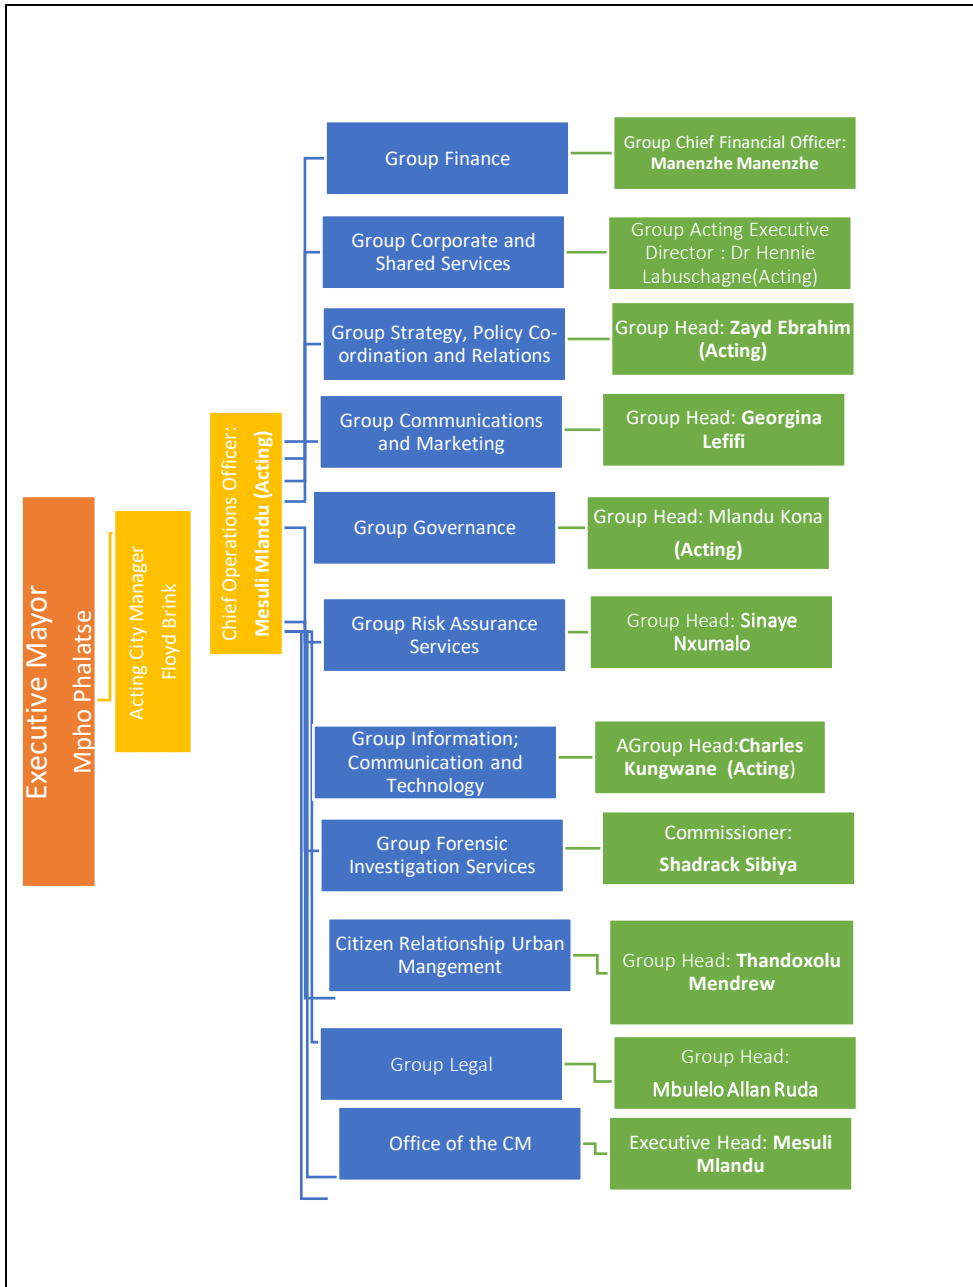 Executive Mayor
Mpho Phalatse
Acting City Manager
Floyd Brink
Chief Operations Officer:
Mesuli Mlandu (Acting)
Group Finance
Group Chief Financial Officer:
Manenzhe Manenzhe
Group Corporate and
Shared Services
Group Acting Executive
Director : Dr Hennie
Labuschagne(Acting)
Group Strategy, Policy Co-
ordination and Relations
Group Head: Zayd Ebrahim
(Acting)
Group Communications
and Marketing
Group Head: Georgina
Lefifi
Group Governance
Group Head: Mlandu Kona
(Acting)
Group Risk Assurance
Services
Group Head: Sinaye
Nxumalo
Group Information;
Communication and
Technology
AGroup Head:Charles
Kungwane (Acting)
Group Forensic
Investigation Services
Commissioner:
Shadrack Sibiya
Citizen Relationship Urban
Mangement
Group Head: Thandoxolu
Mendrew
Group Legal
Group Head:
Mbulelo Allan Ruda
Office of the CM
Executive Head: Mesuli
Mlandu